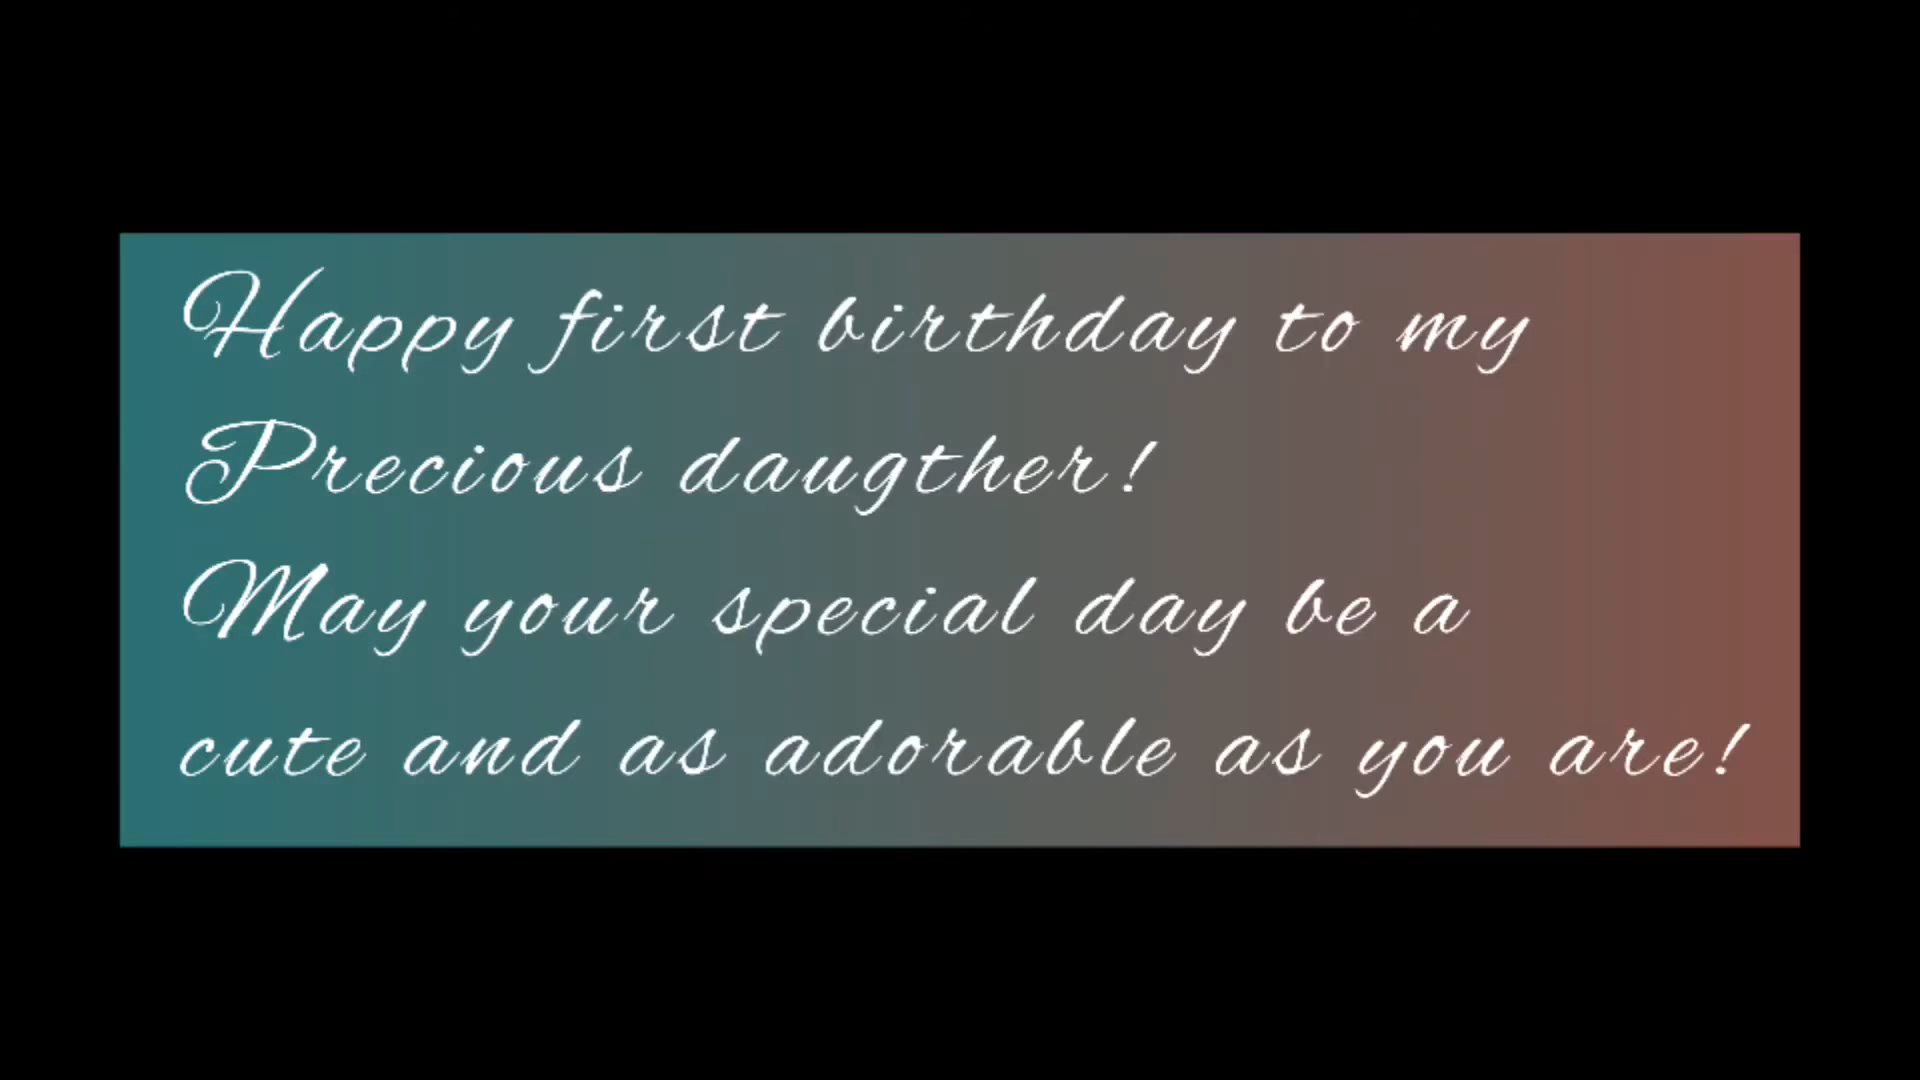 Happy first birthday to my
Precious daugther!
May your special day be a
cute and as adorable as you are!